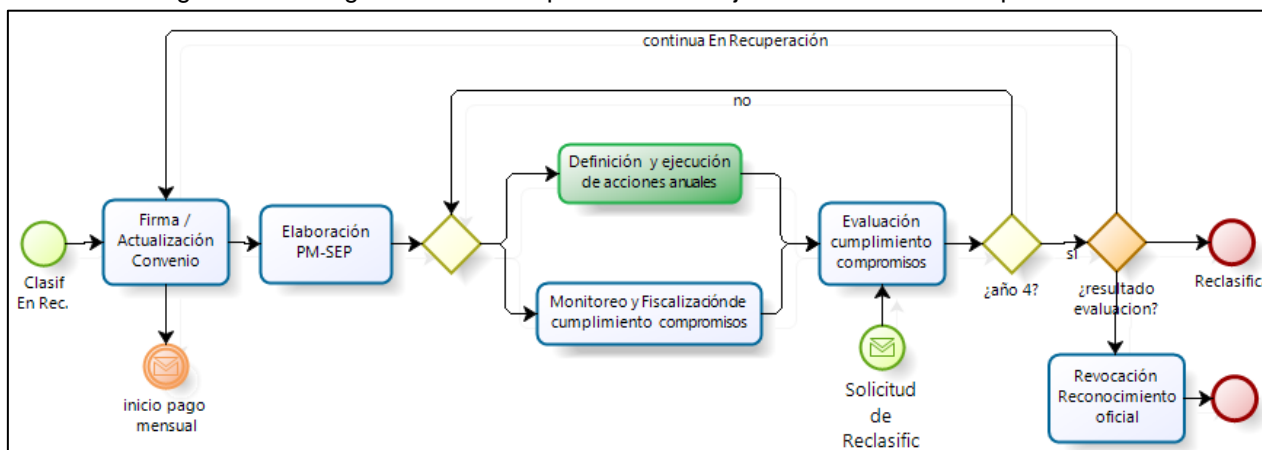 continua En Recuperación
no
Definición y ejecución
de acciones anuales
Firma /
Actualización
Convenio
Elaboración
PM-SEP
Evaluación
cumplimiento
compromisos
Clasif
En Rec.
Monitoreo y Fiscalizaciónde
cumplimiento compromisos
¿año 4?
sí
¿resultado
evaluacion?
Reclasific
inicio pago
mensual
Solicitud
de
Reclasific
Revocación
Reconocimiento
oficial